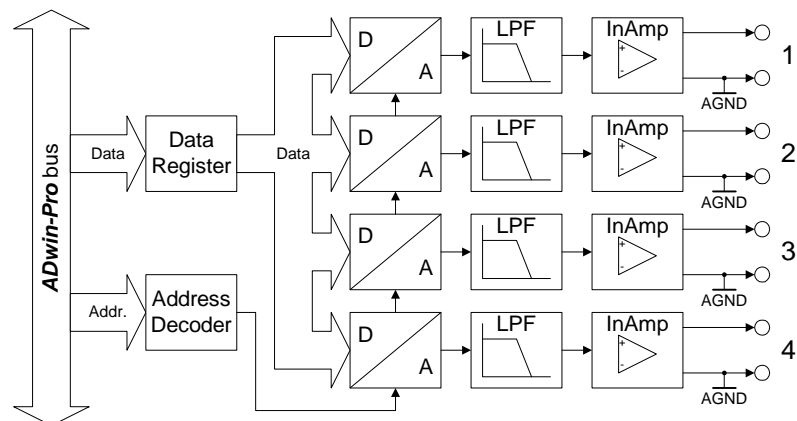 ADwin-Pro bus
Data
Data
Register
Data
Addr.
Address
Decoder
D
A
LPF
InAmp
+
-
AGND
1
D
A
LPF
InAmp
+
-
AGND
2
D
A
LPF
InAmp
+
-
AGND
3
D
A
LPF
InAmp
+
-
AGND
4